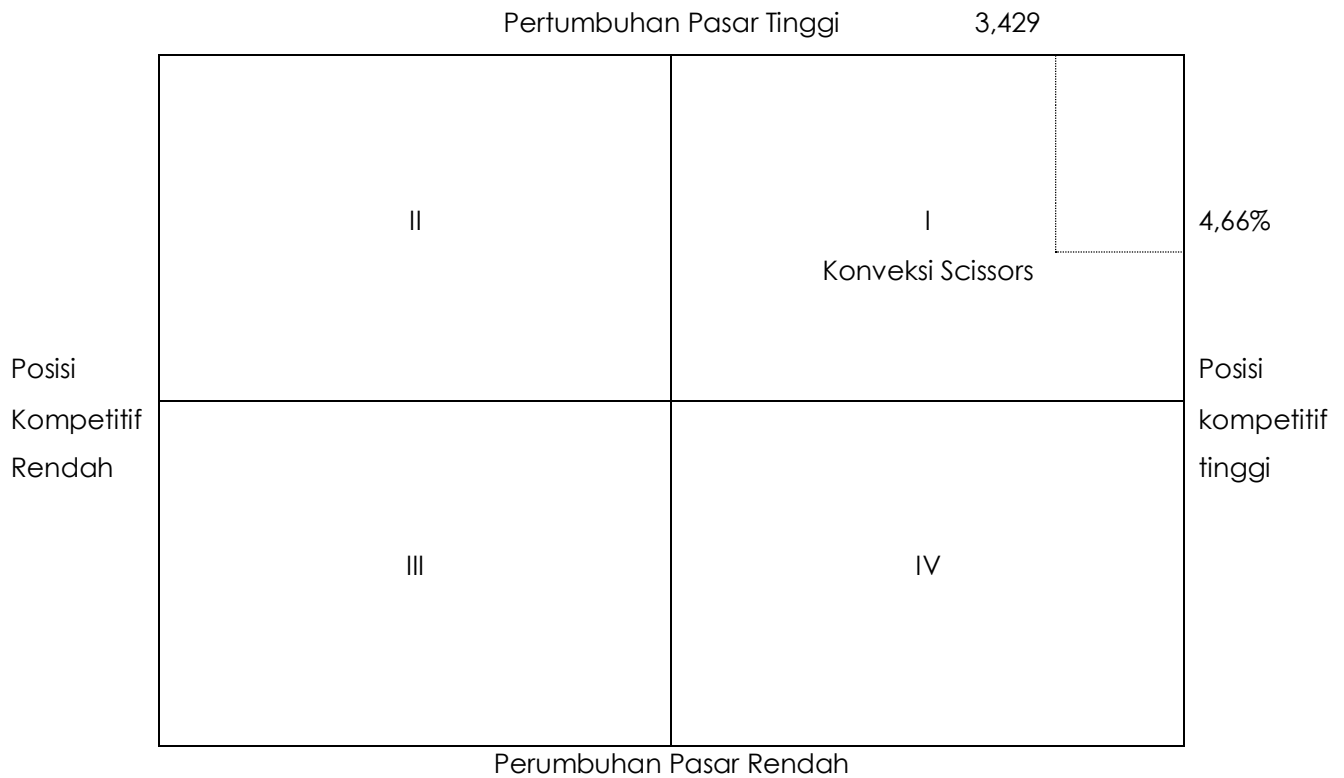 Pertumbuhan Pasar Tinggi 3,429
II I 4,66%
Konveksi Scissors
Posisi Posisi
Kompetitif kompetitif
Rendah tinggi
III IV
Perumbuhan Pasar Rendah